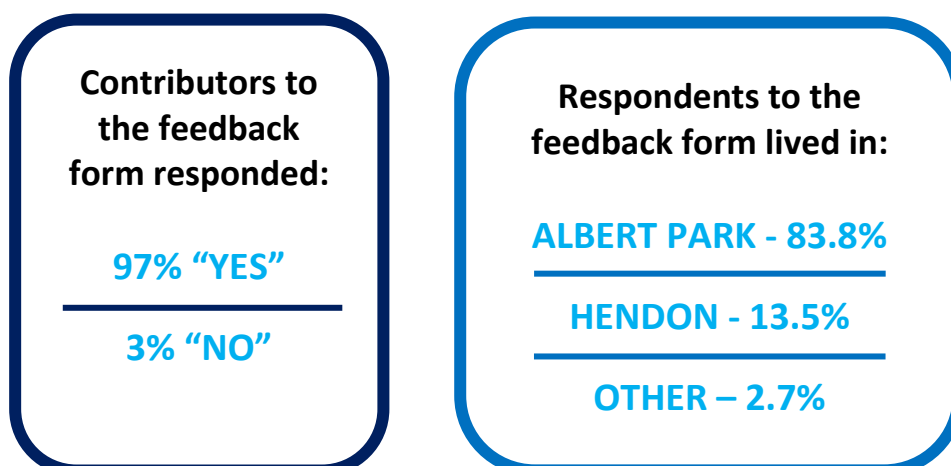 Contributors to
the feedback
form responded:
97% “YES”
3% “NO”
Respondents to the
feedback form lived in:
ALBERT PARK - 83.8%
HENDON - 13.5%
OTHER – 2.7%